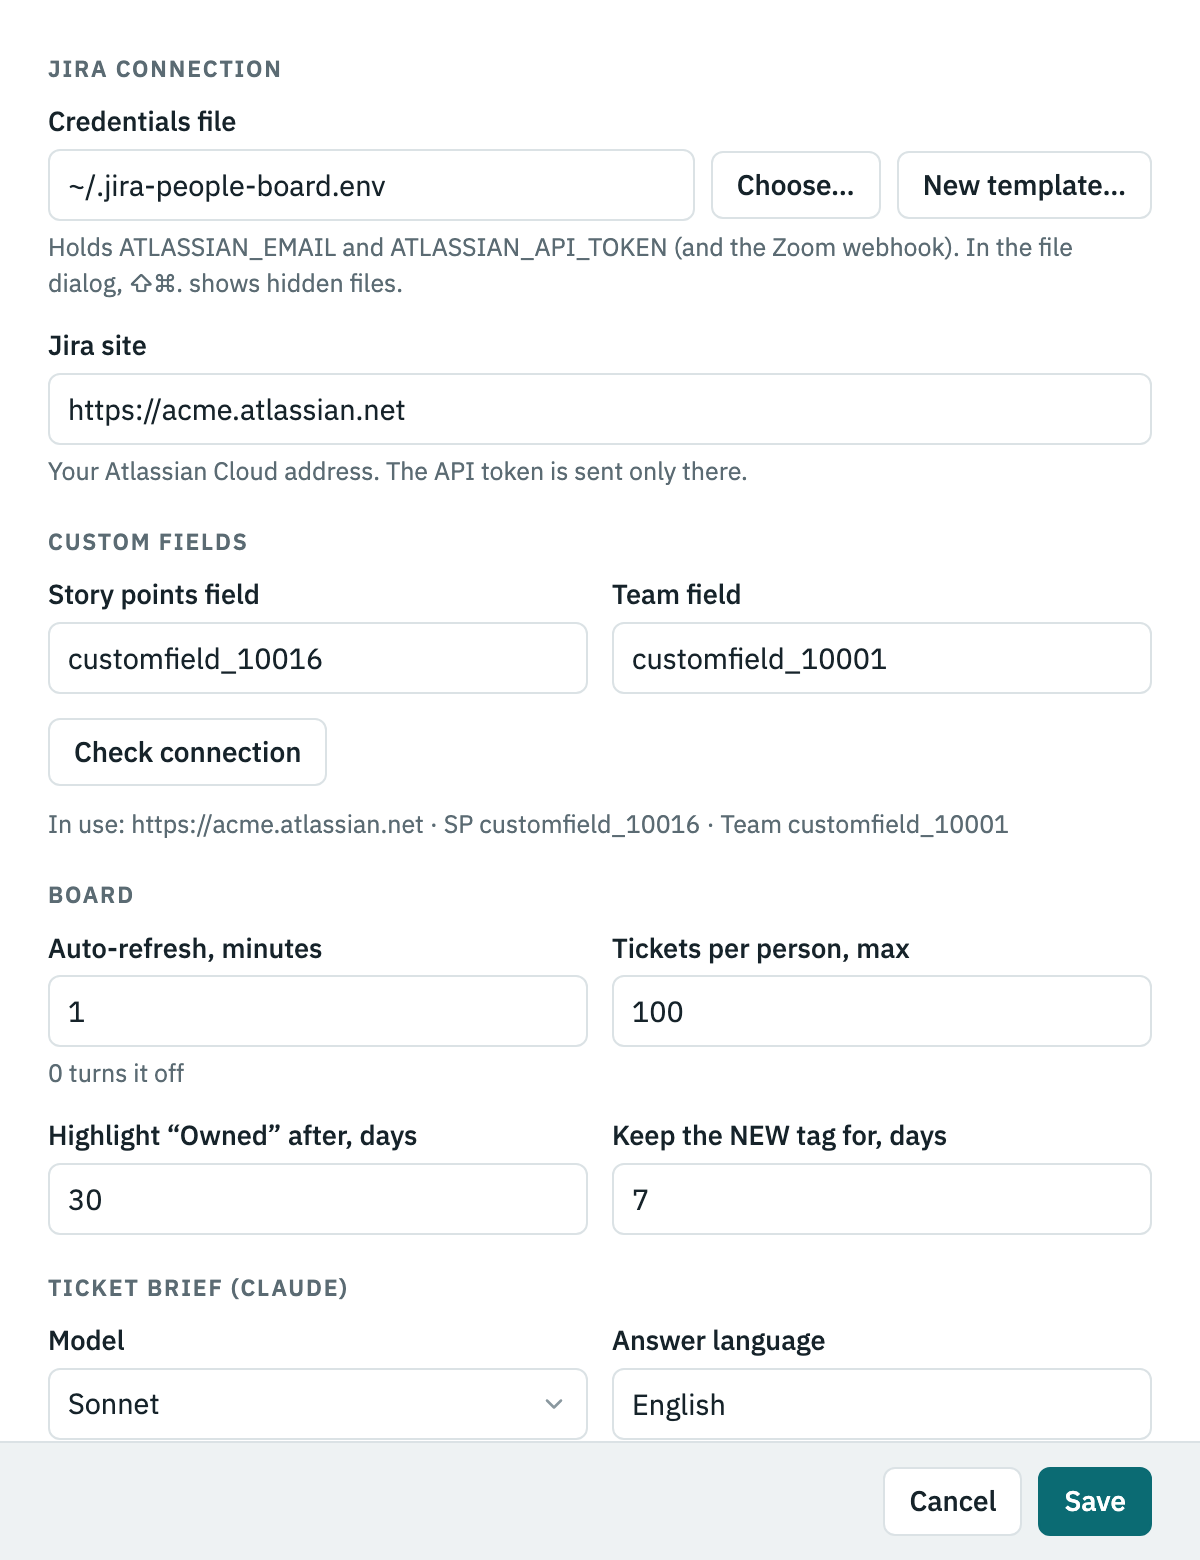 JIRA CONNECTION
Credentials file
~/.jira-people-board.env
Choose...
New template...
Holds ATLASSIAN_EMAIL and ATLASSIAN_API_TOKEN (and the Zoom webhook). In the file
dialog, ⇧⌘. shows hidden files.
Jira site
https://acme.atlassian.net
Your Atlassian Cloud address. The API token is sent only there.
CUSTOM FIELDS
Story points field
Team field
customfield_10016
customfield_10001
Check connection
In use: https://acme.atlassian.net · SP customfield_10016 · Team customfield_10001
BOARD
Auto-refresh, minutes
Tickets per person, max
1
100
0 turns it off
Highlight “Owned” after, days
Keep the NEW tag for, days
30
7
TICKET BRIEF (CLAUDE)
Model
Answer language
Sonnet
English
Cancel
Save